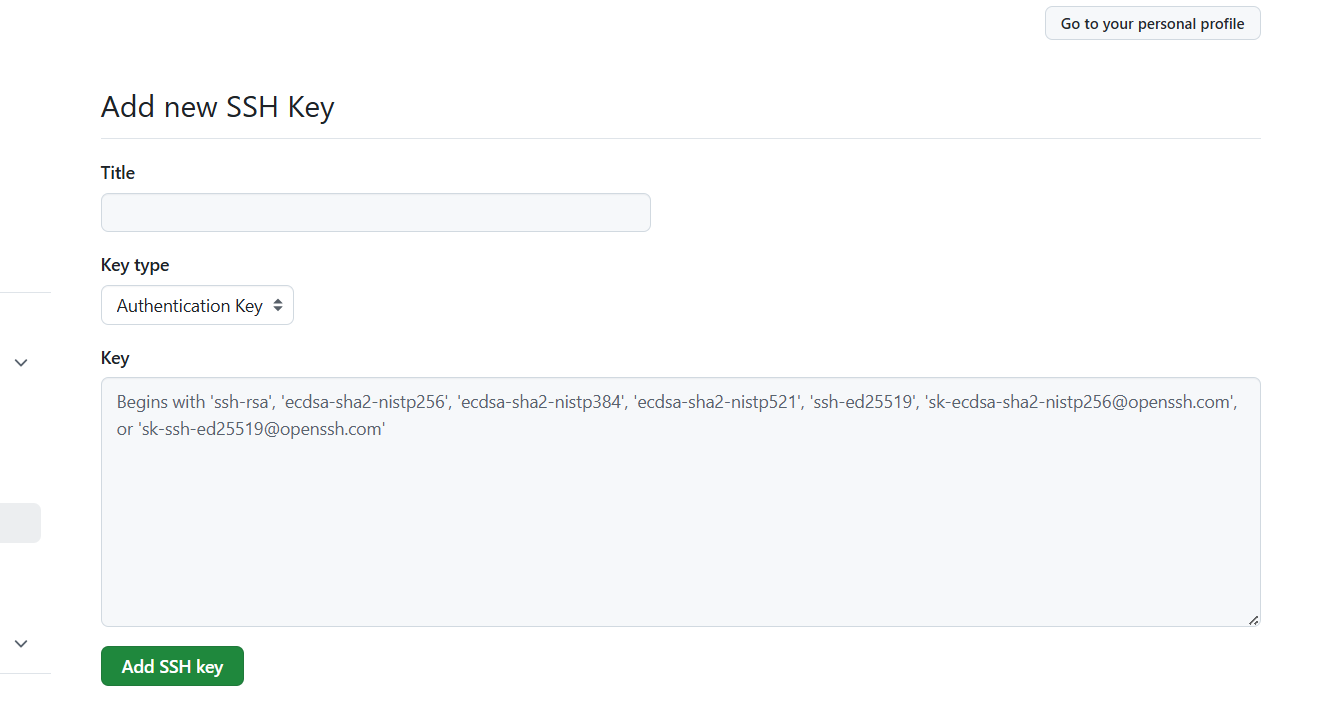 Go to your personal profile
Add new SSH Key
Title
Key type
Authentication Key
Key
Begins with 'ssh-rsa', 'ecdsa-sha2-nistp256', 'ecdsa-sha2-nistp384', 'ecdsa-sha2-nistp521', 'ssh-ed25519', 'sk-ecdsa-sha2-nistp256@openssh.com',
or 'sk-ssh-ed25519@openssh.com'
Add SSH key